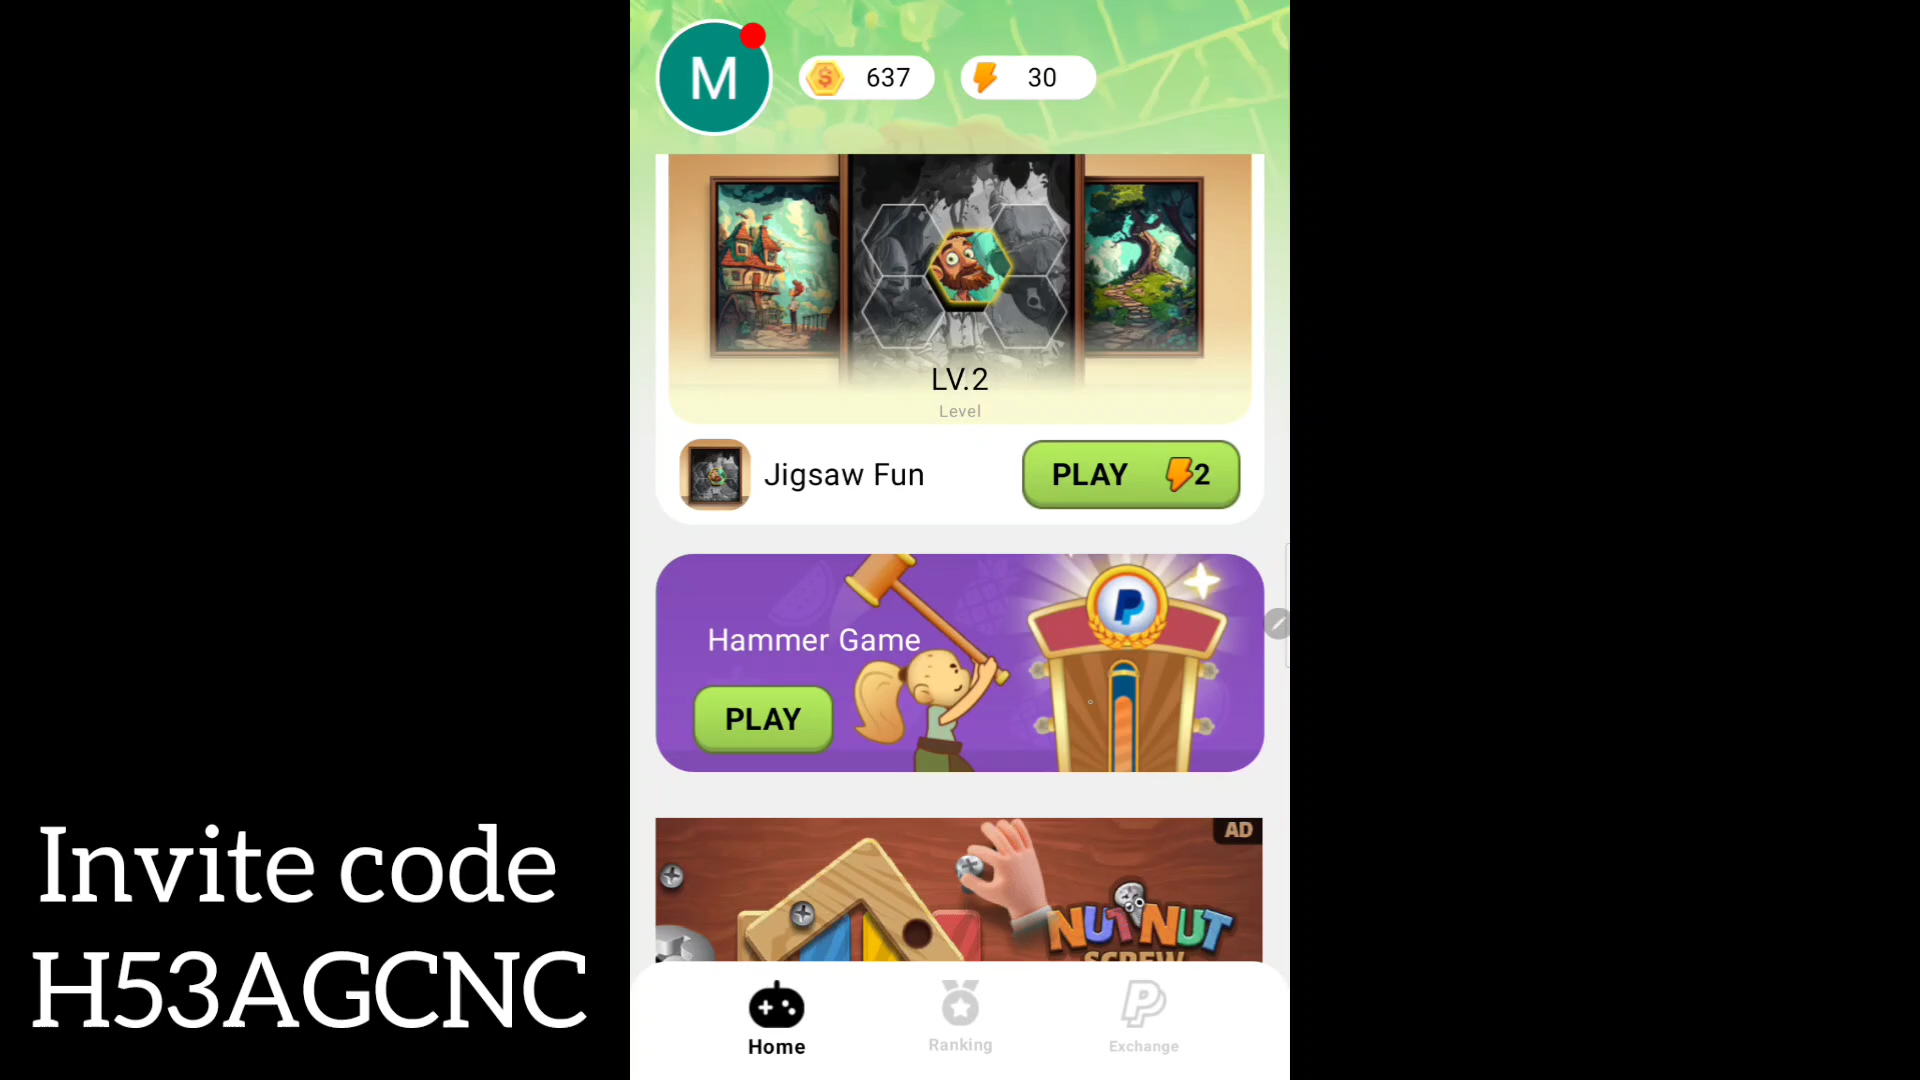 M
637
30
LV.2
Level
Jigsaw Fun
PLAY 2
Hammer Game
PLAY
AD
NUT NUT
SCREW
Home
Ranking
Exchange
Invite code
H53AGCNC